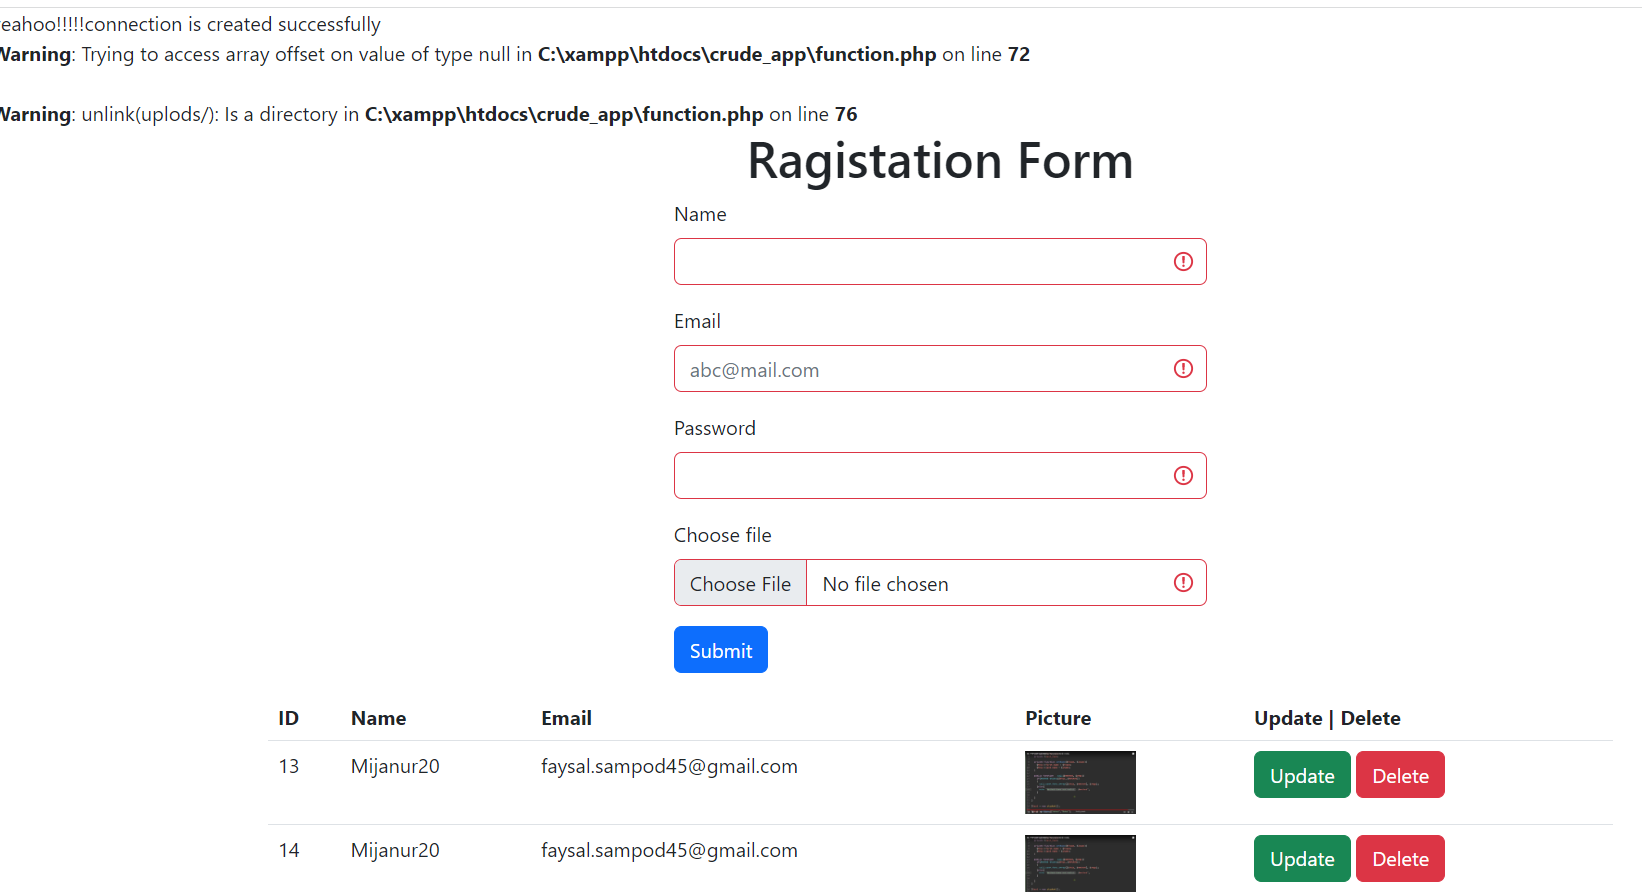 eahoo!!!!!connection is created successfully
Warning: Trying to access array offset on value of type null in C:\xampp\htdocs\crude_app\function.php on line 72
Warning: unlink(uplods/): Is a directory in C:\xampp\htdocs\crude_app\function.php on line 76
Ragistation Form
Name
Email
abc@mail.com
Password
Choose file
Choose File No file chosen
Submit
ID Name Email Picture Update | Delete
13 Mijanur20 faysal.sampod45@gmail.com Update Delete
14 Mijanur20 faysal.sampod45@gmail.com Update Delete